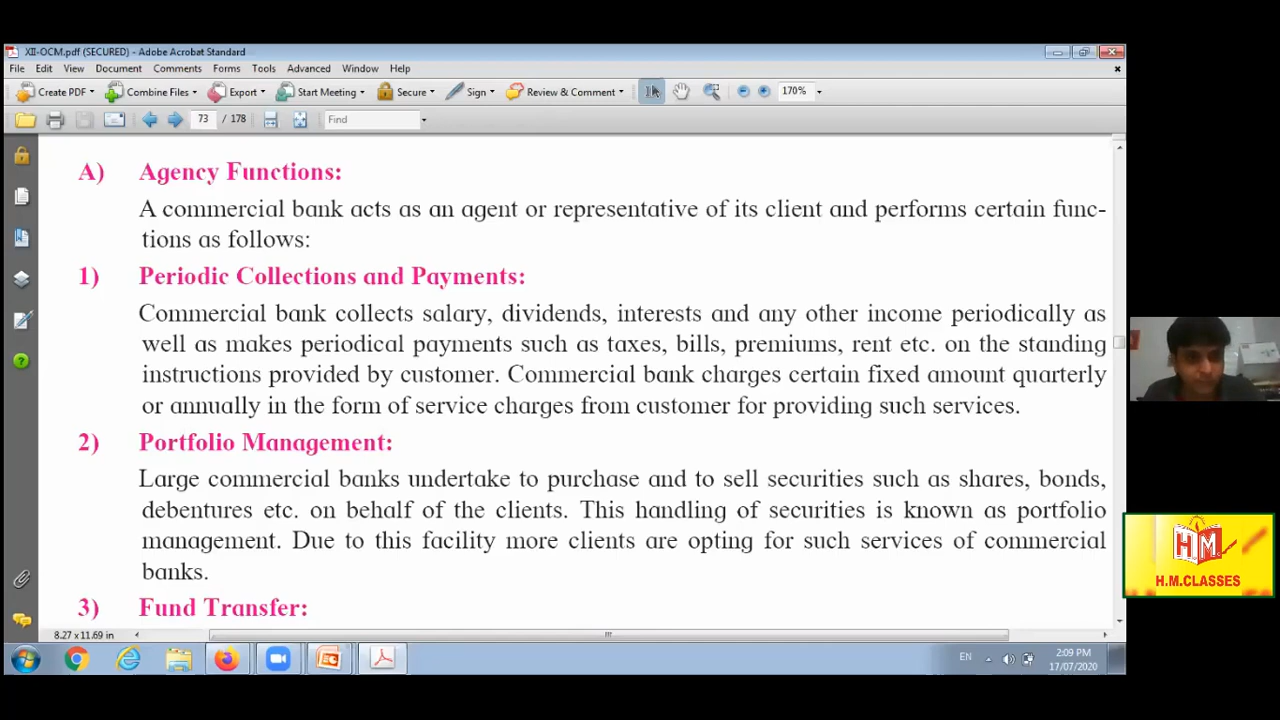 XII-OCM.pdf (SECURED) - Adobe Acrobat Standard
File Edit View Document Comments Forms Tools Advanced Window Help
Create PDF Combine Files Export Start Meeting Secure Sign Review & Comment 170%
73 / 178 Find
A) Agency Functions:
A commercial bank acts as an agent or representative of its client and performs certain func-
tions as follows:
1) Periodic Collections and Payments:
Commercial bank collects salary, dividends, interests and any other income periodically as
well as makes periodical payments such as taxes, bills, premiums, rent etc. on the standing
instructions provided by customer. Commercial bank charges certain fixed amount quarterly
or annually in the form of service charges from customer for providing such services.
2) Portfolio Management:
Large commercial banks undertake to purchase and to sell securities such as shares, bonds,
debentures etc. on behalf of the clients. This handling of securities is known as portfolio
management. Due to this facility more clients are opting for such services of commercial
banks.
3) Fund Transfer:
8.27 x 11.69 in
HM
H.M.CLASSES
EN
2:09 PM
17/07/2020